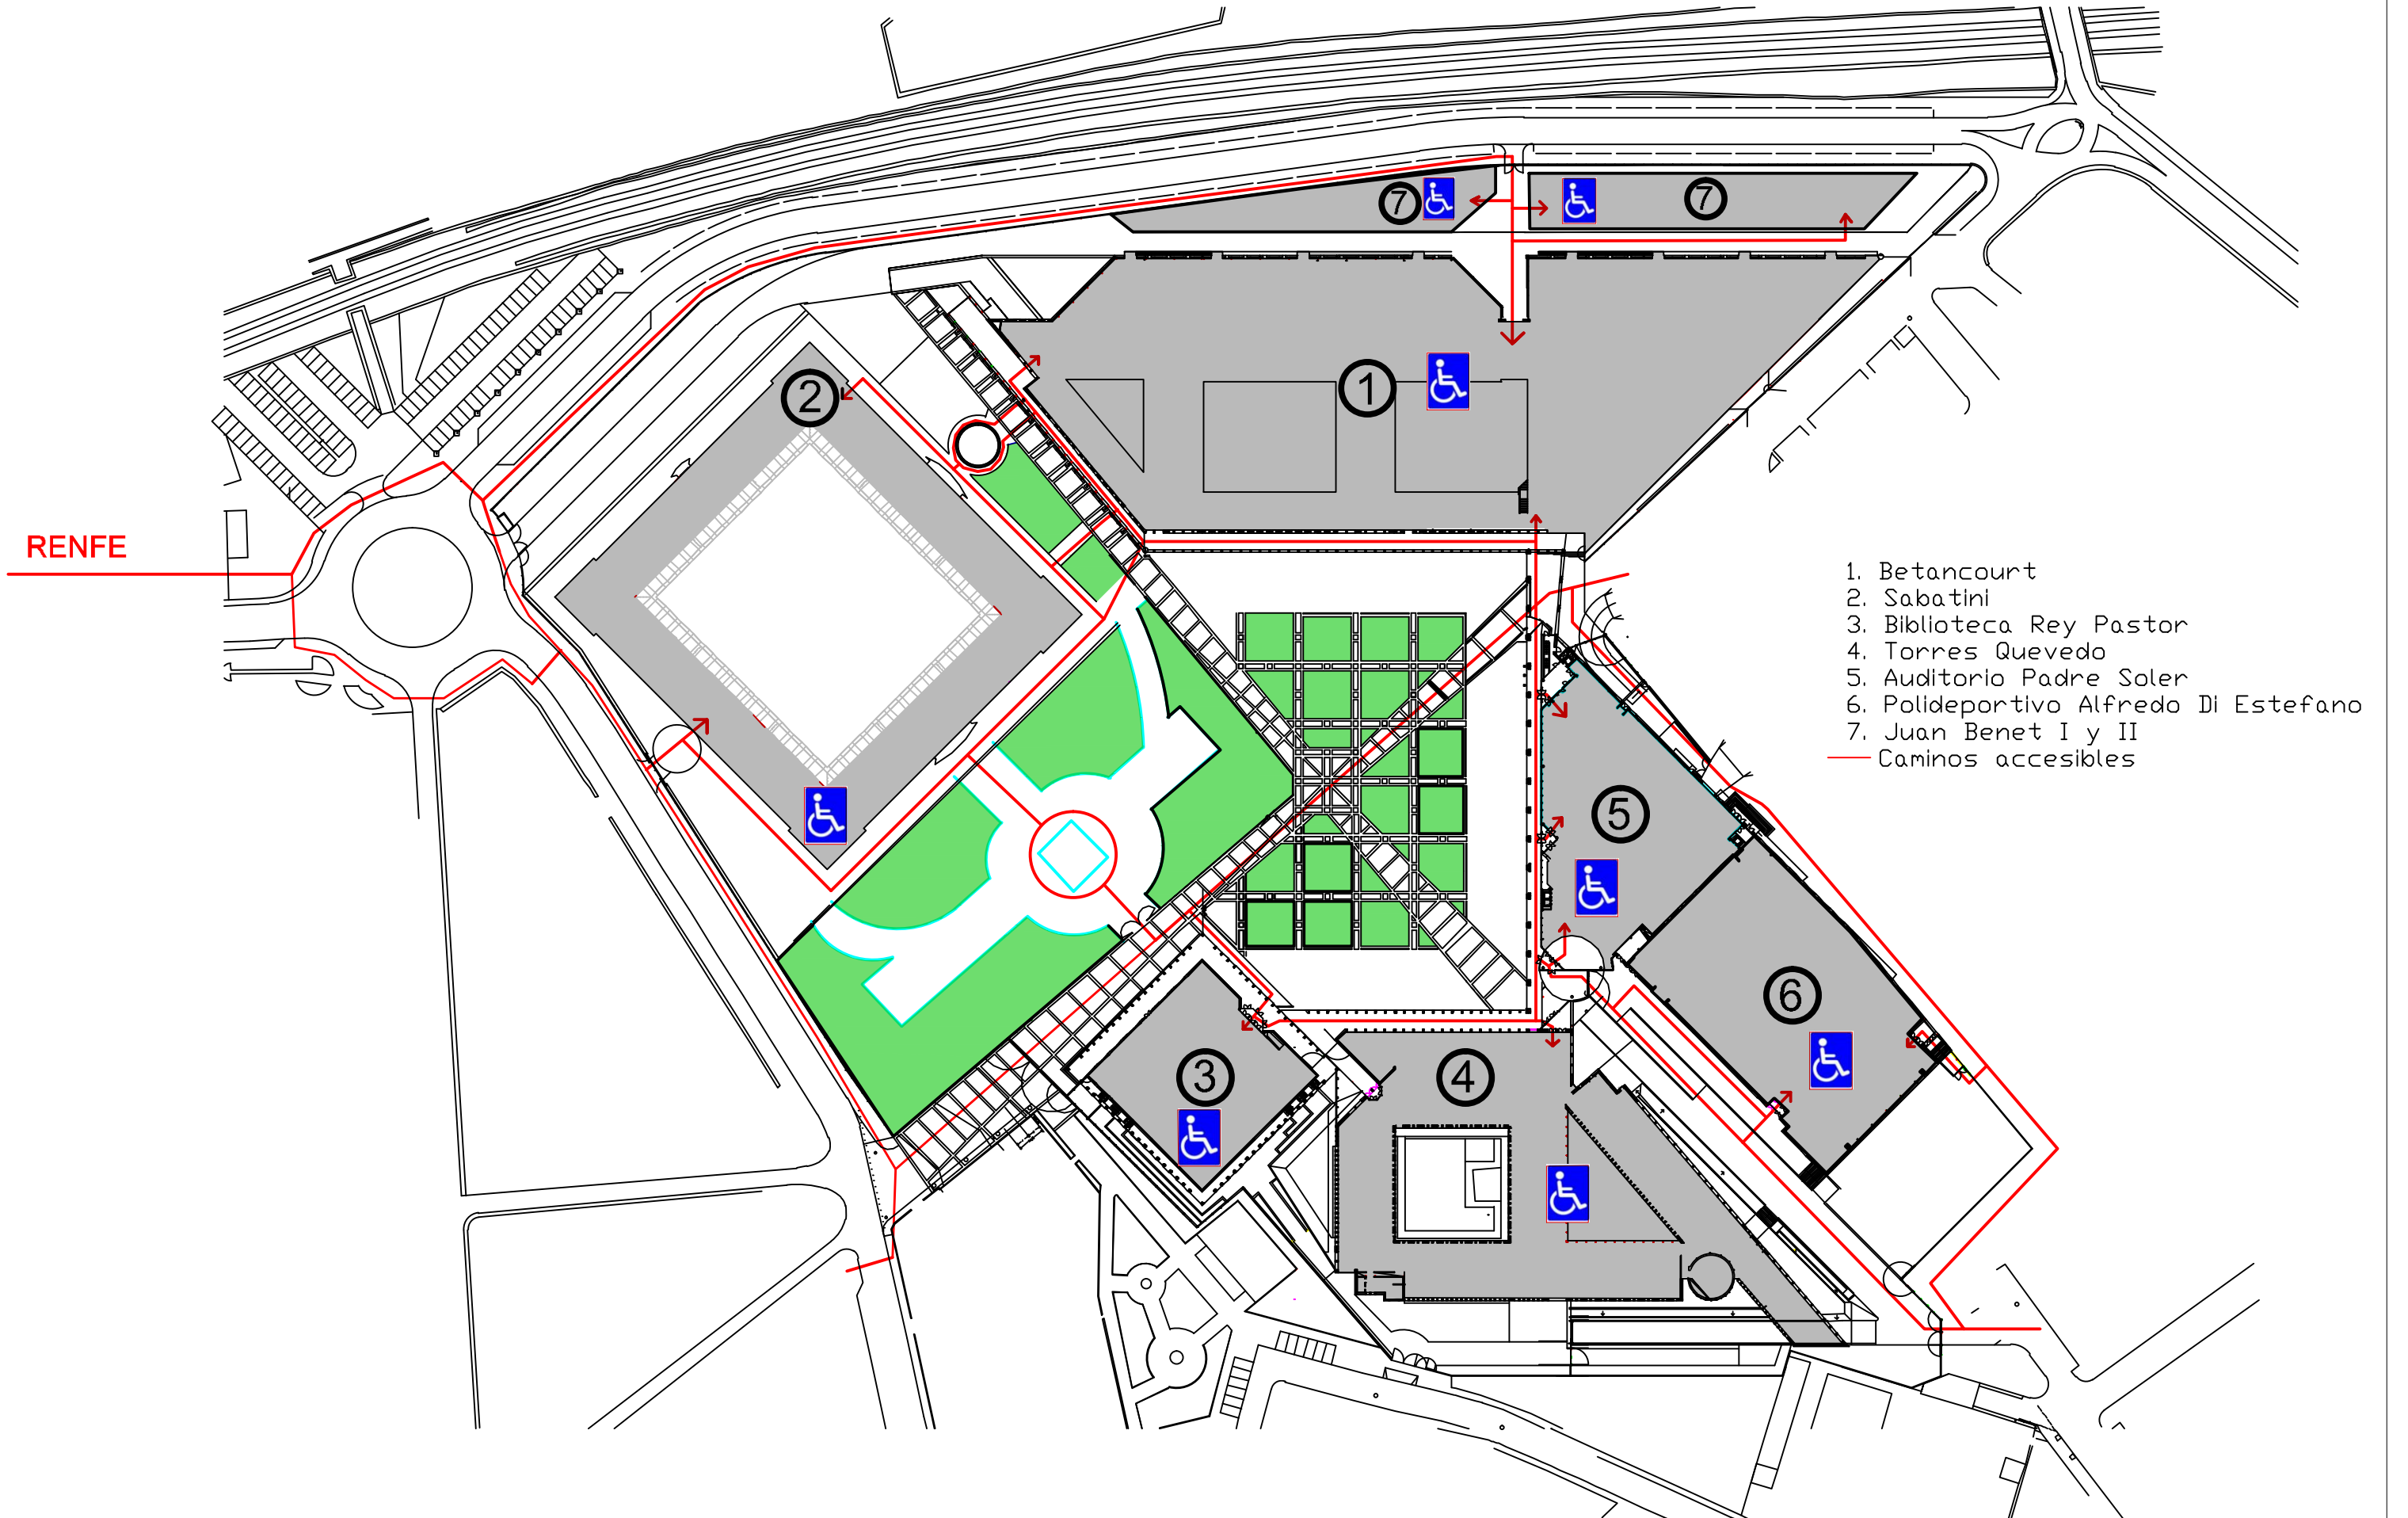 7
7
2
1
RENFE
1. Betancourt
2. Sabatini
3. Biblioteca Rey Pastor
4. Torres Quevedo
5. Auditorio Padre Soler
6. Polideportivo Alfredo Di Estefano
7. Juan Benet I y II
Caminos accesibles
5
6
3
4